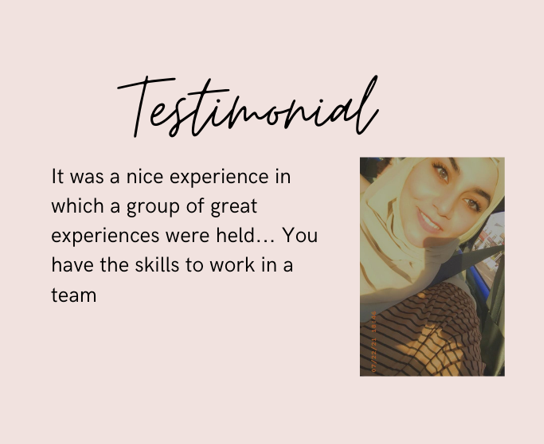 Testimonial
It was a nice experience in
which a group of great
experiences were held... You
have the skills to work in a
team